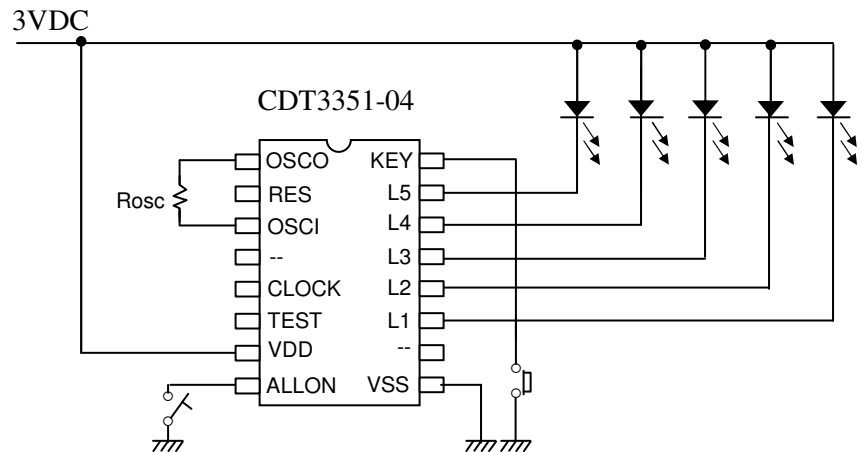 3VDC
CDT3351-04
OSCO KEY
RES L5
Rosc
OSCI L4
-- L3
CLOCK L2
TEST L1
VDD --
ALLON VSS